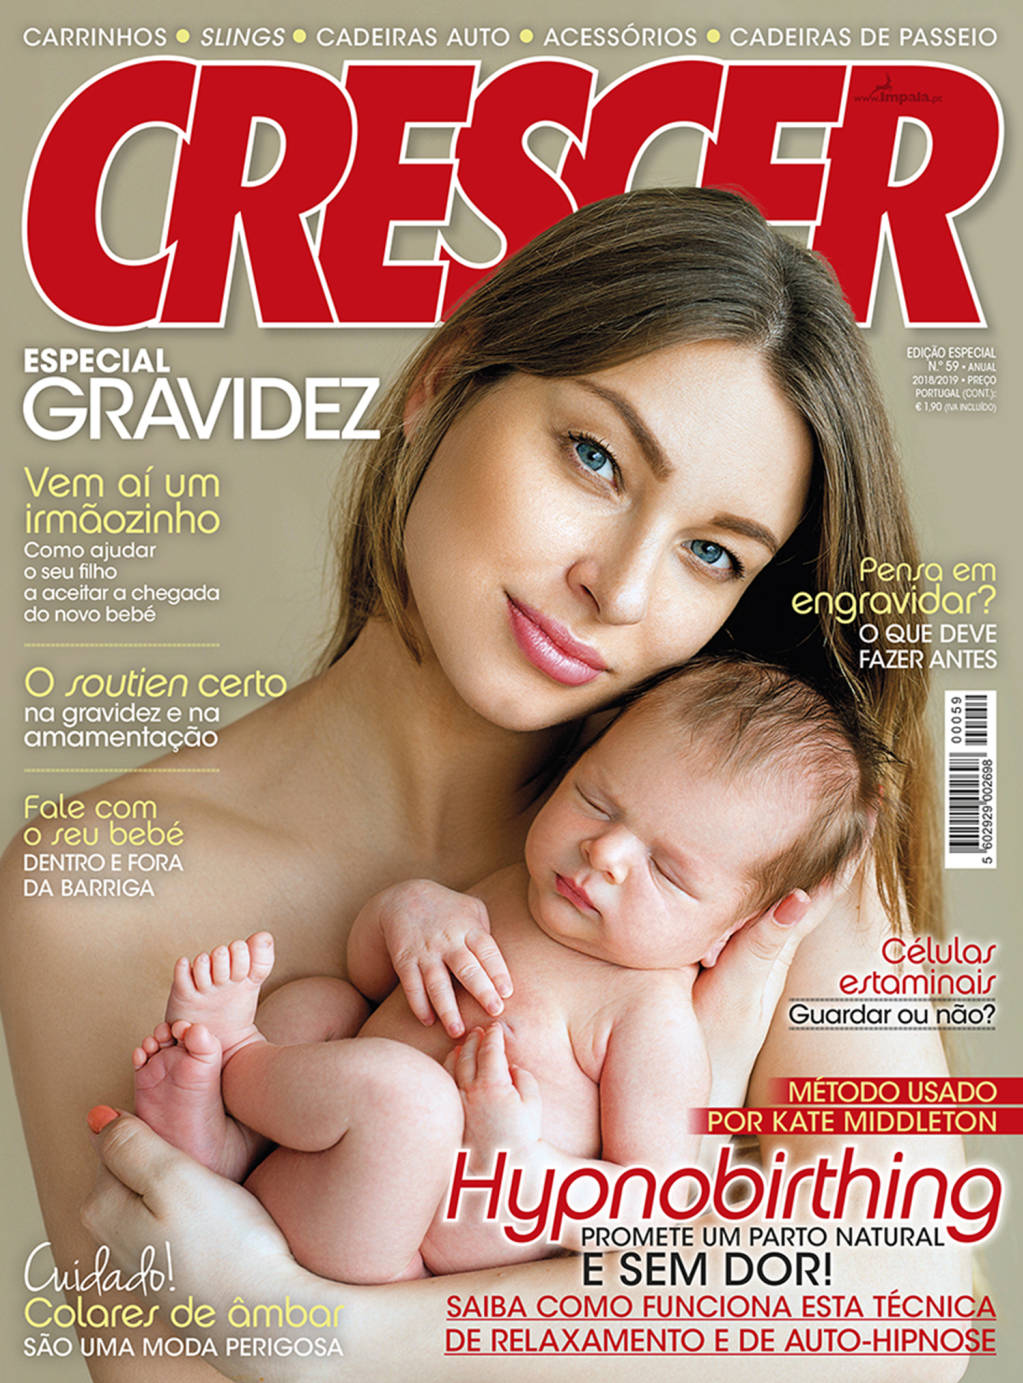 CARRINHOS • SLINGS • CADEIRAS AUTO • ACESSÓRIOS • CADEIRAS DE PASSEIO
CRESCER
www.Impala.pt
ESPECIAL
GRAVIDEZ
EDIÇÃO ESPECIAL
N.º 59 • ANUAL
2018/2019 • PREÇO
PORTUGAL (CONT.):
€ 1,90 (IVA INCLUÍDO)
Vem aí um
irmãozinho
Como ajudar
o seu filho
a aceitar a chegada
do novo bebé
O soutien certo
na gravidez e na
amamentação
Fale com
o seu bebé
DENTRO E FORA
DA BARRIGA
Pensa em
engravidar?
O QUE DEVE
FAZER ANTES
00059
5 602929 002698
Células
estaminais
Guardar ou não?
MÉTODO USADO
POR KATE MIDDLETON
Hypnobirthing
PROMETE UM PARTO NATURAL
E SEM DOR!
SAIBA COMO FUNCIONA ESTA TÉCNICA
DE RELAXAMENTO E DE AUTO-HIPNOSE
Cuidado!
Colares de âmbar
SÃO UMA MODA PERIGOSA